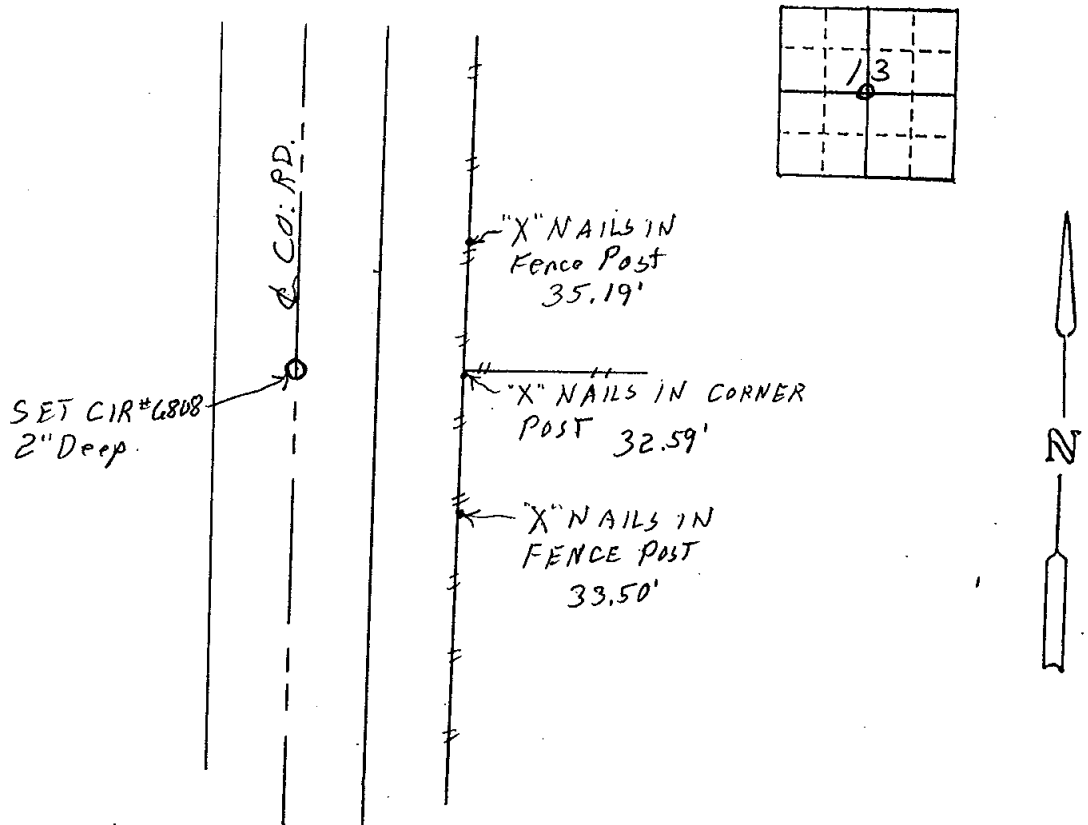 13
℄ CO. RD.
"X" NAILS IN
Fence Post
35.19'
SET CIR#6808
2" Deep.
"X" NAILS IN CORNER
POST 32.59'
N
"X" NAILS IN
FENCE POST
33.50'